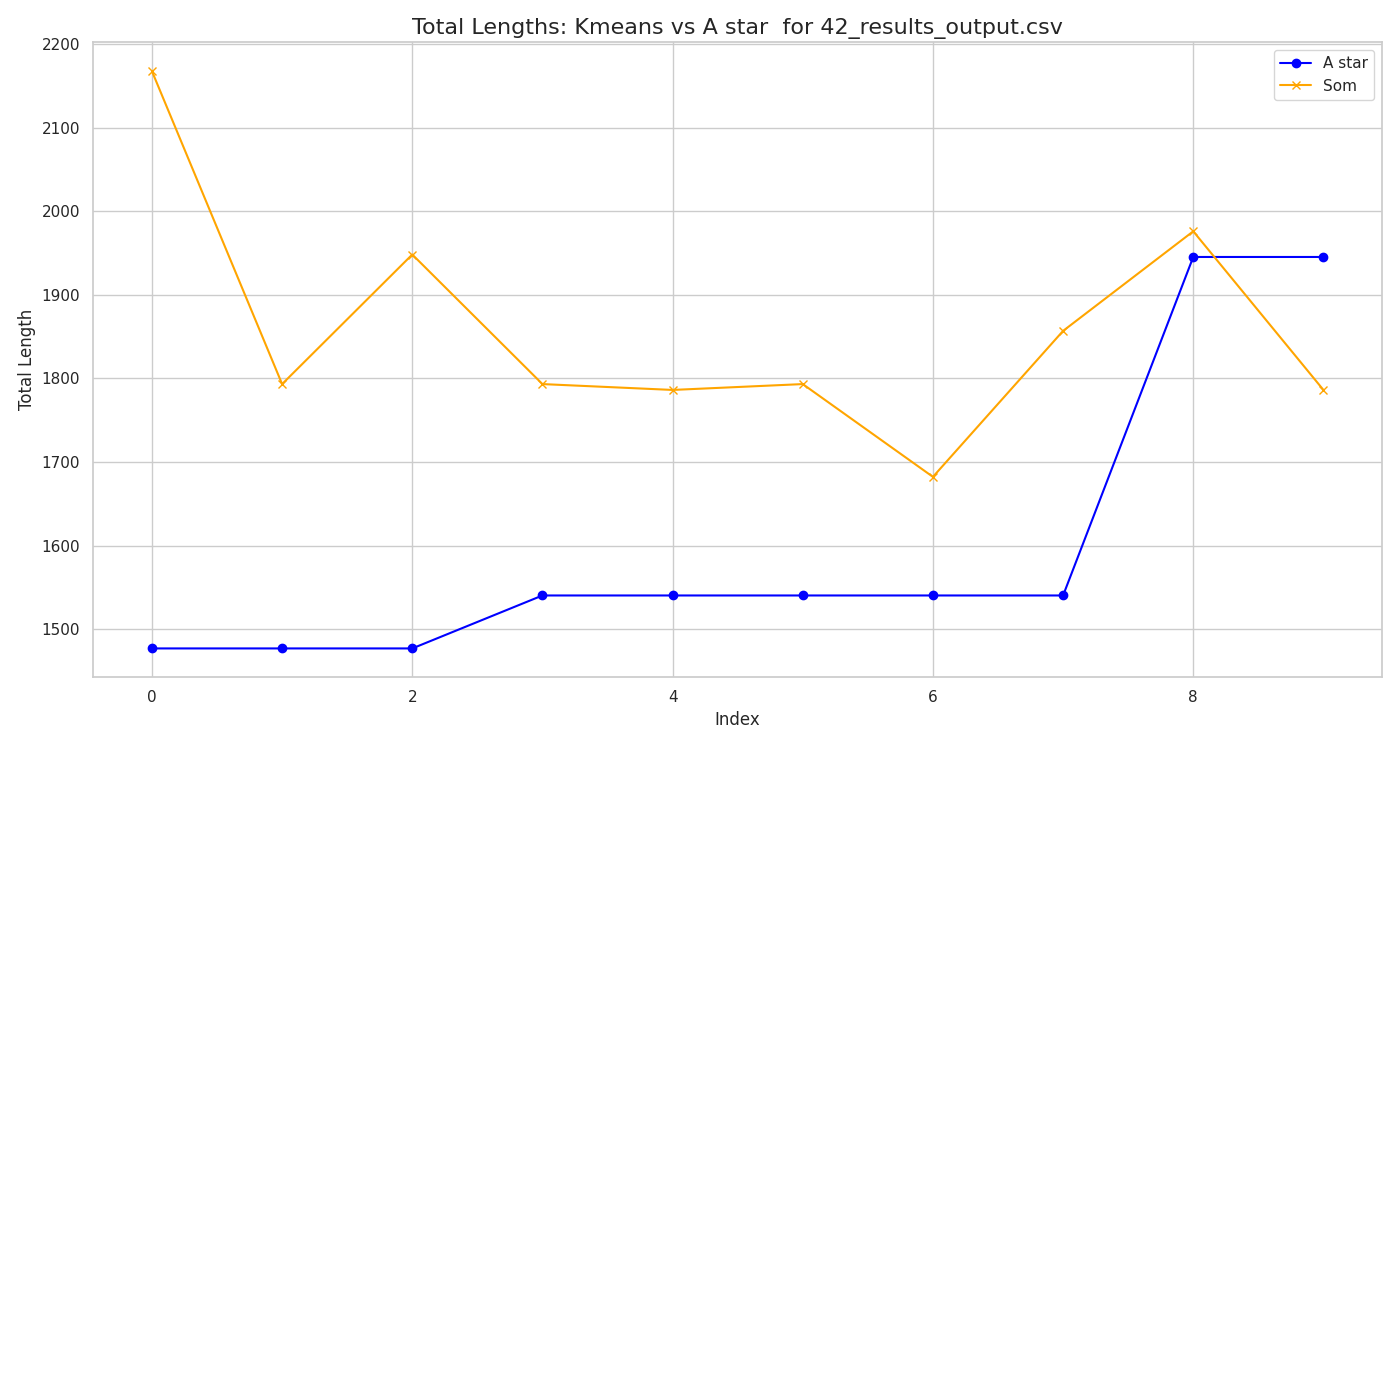 Total Lengths: Kmeans vs A star  for 42_results_output.csv
A star
Som
Total Length
2200
2100
2000
1900
1800
1700
1600
1500
0
2
4
6
8
Index